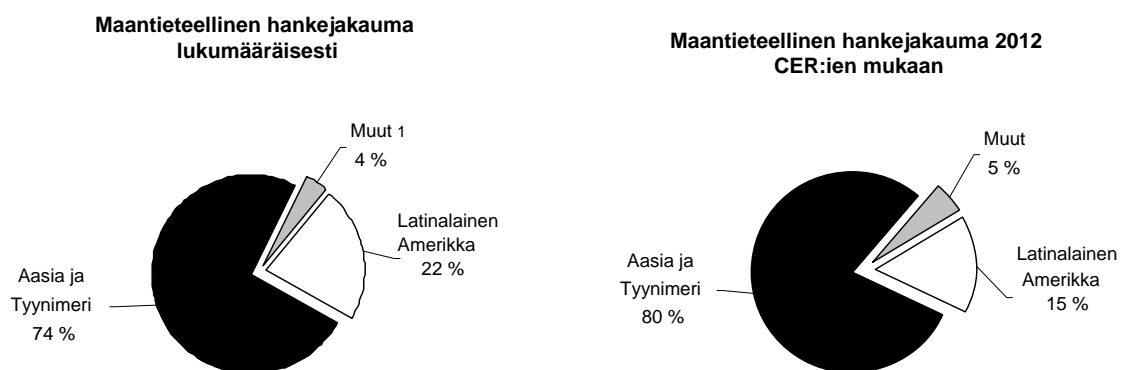 Maantieteellinen hankejakauma
lukumääräisesti
Muut 1
4 %
Latinalainen
Amerikka
22 %
Aasia ja
Tyynimeri
74 %
Maantieteellinen hankejakauma 2012
CER:ien mukaan
Muut
5 %
Latinalainen
Amerikka
15 %
Aasia ja
Tyynimeri
80 %